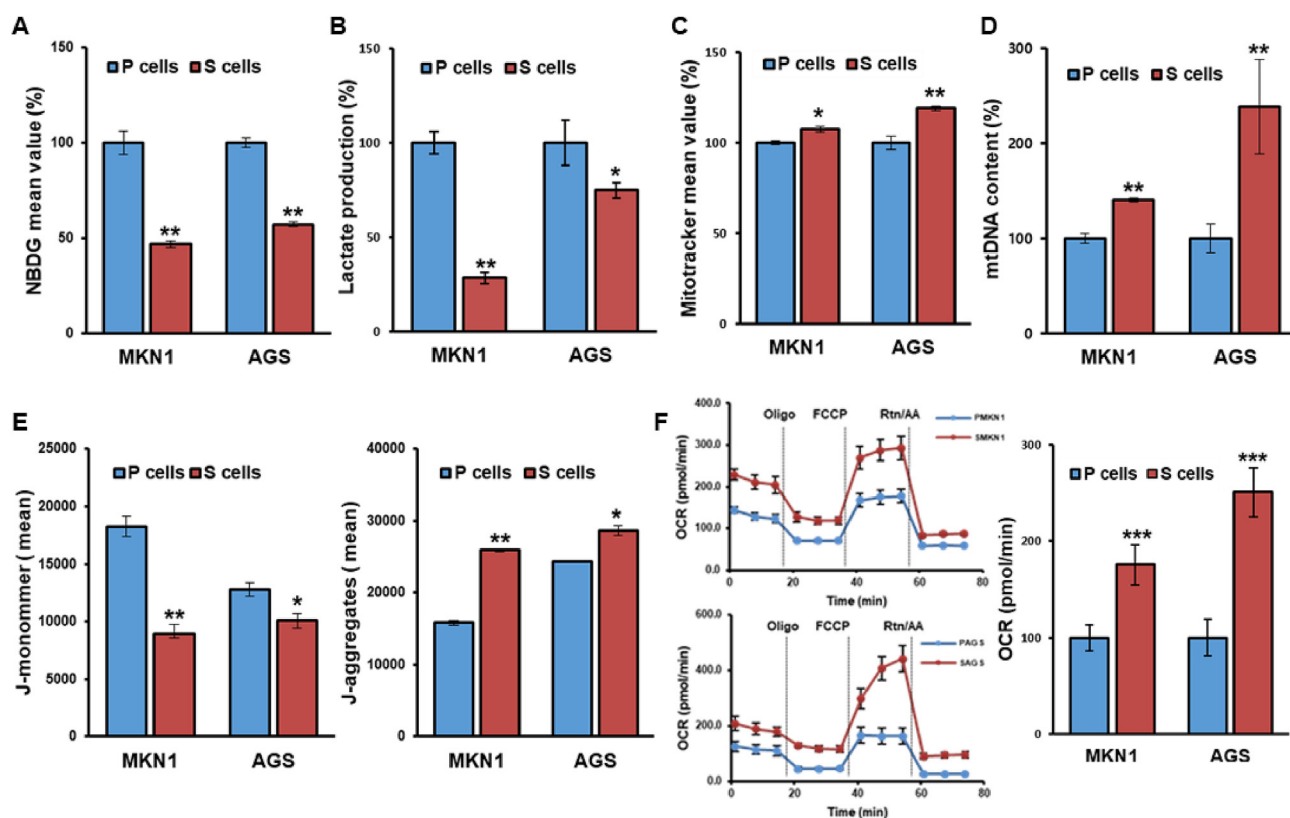 A
150
P cells S cells
100
50
0
NBDG mean value (%)
** **
MKN1 AGS
B
150
P cells S cells
100
50
0
Lactate production (%)
** *
MKN1 AGS
C
150
P cells S cells
100
50
0
Mitotracker mean value (%)
* **
MKN1 AGS
D
300
P cells S cells
200
100
0
mtDNA content (%)
** **
MKN1 AGS
E
25000
P cells S cells
20000
15000
10000
5000
0
J-monommer ( mean)
** *
MKN1 AGS
40000
P cells S cells
30000
20000
10000
0
J-aggregates ( mean)
** *
MKN1 AGS
F
Oligo FCCP Rtn/AA
PMKN1
SMKN1
400.0
300.0
200.0
100.0
0.0
OCR (pmol/min)
0 20 40 60 80
Time (min)
Oligo FCCP Rtn/AA
PAGS
SAGS
600.0
400.0
200.0
0.0
OCR (pmol/min)
0 20 40 60 80
Time (min)
300
P cells S cells
200
100
0
OCR (pmol/min)
*** ***
MKN1 AGS